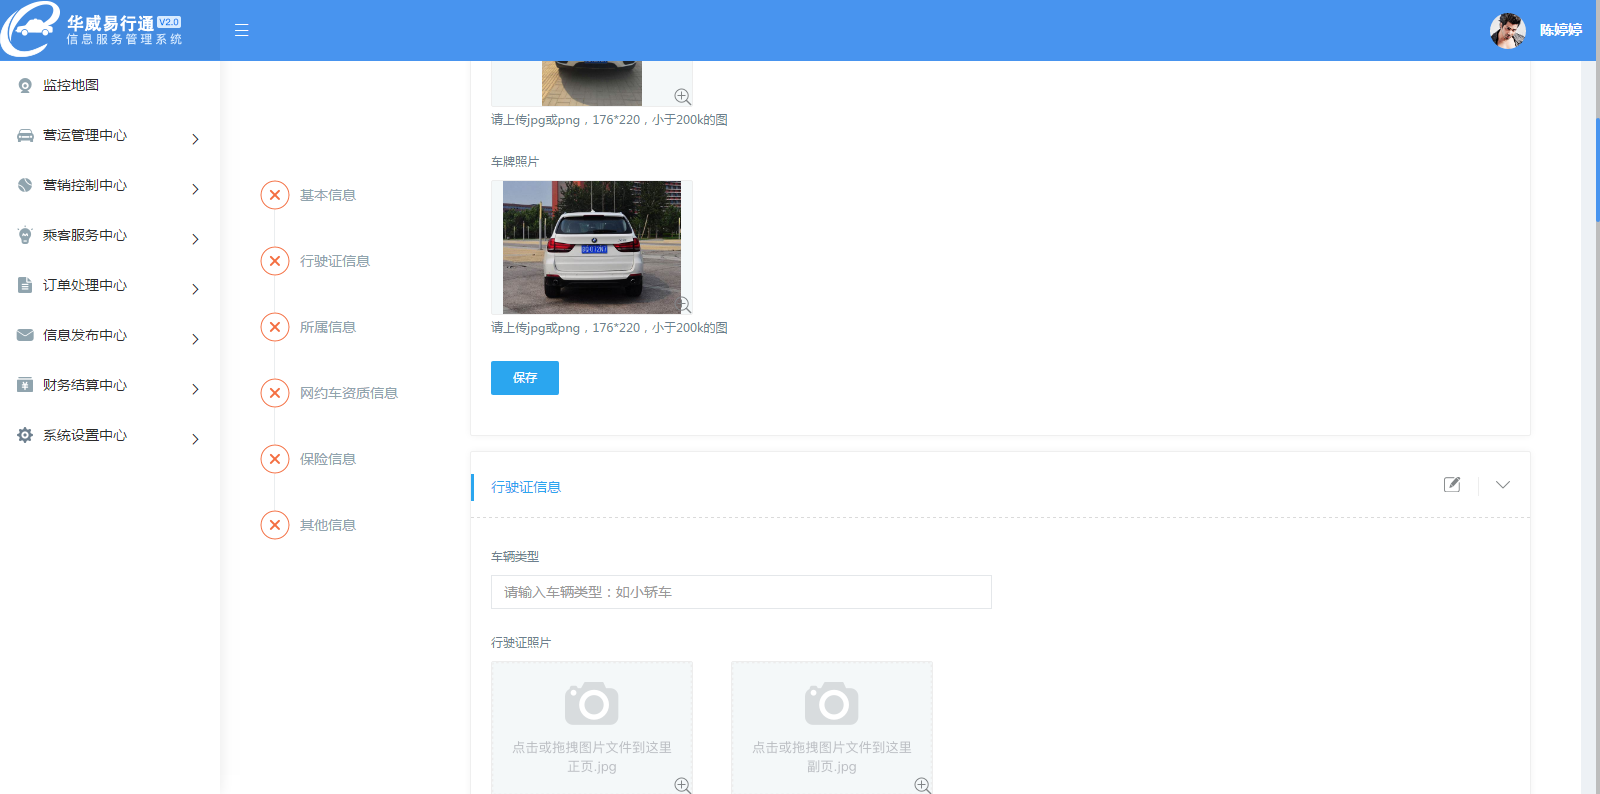 华威易行通 V2.0
信息服务管理系统
陈婷婷
监控地图
营运管理中心
营销控制中心
乘客服务中心
订单处理中心
信息发布中心
财务结算中心
系统设置中心
基本信息
行驶证信息
所属信息
网约车资质信息
保险信息
其他信息
请上传jpg或png，176*220，小于200k的图
车牌照片
请上传jpg或png，176*220，小于200k的图
保存
行驶证信息
车辆类型
请输入车辆类型：如小轿车
行驶证照片
点击或拖拽图片文件到这里
正页.jpg
点击或拖拽图片文件到这里
副页.jpg